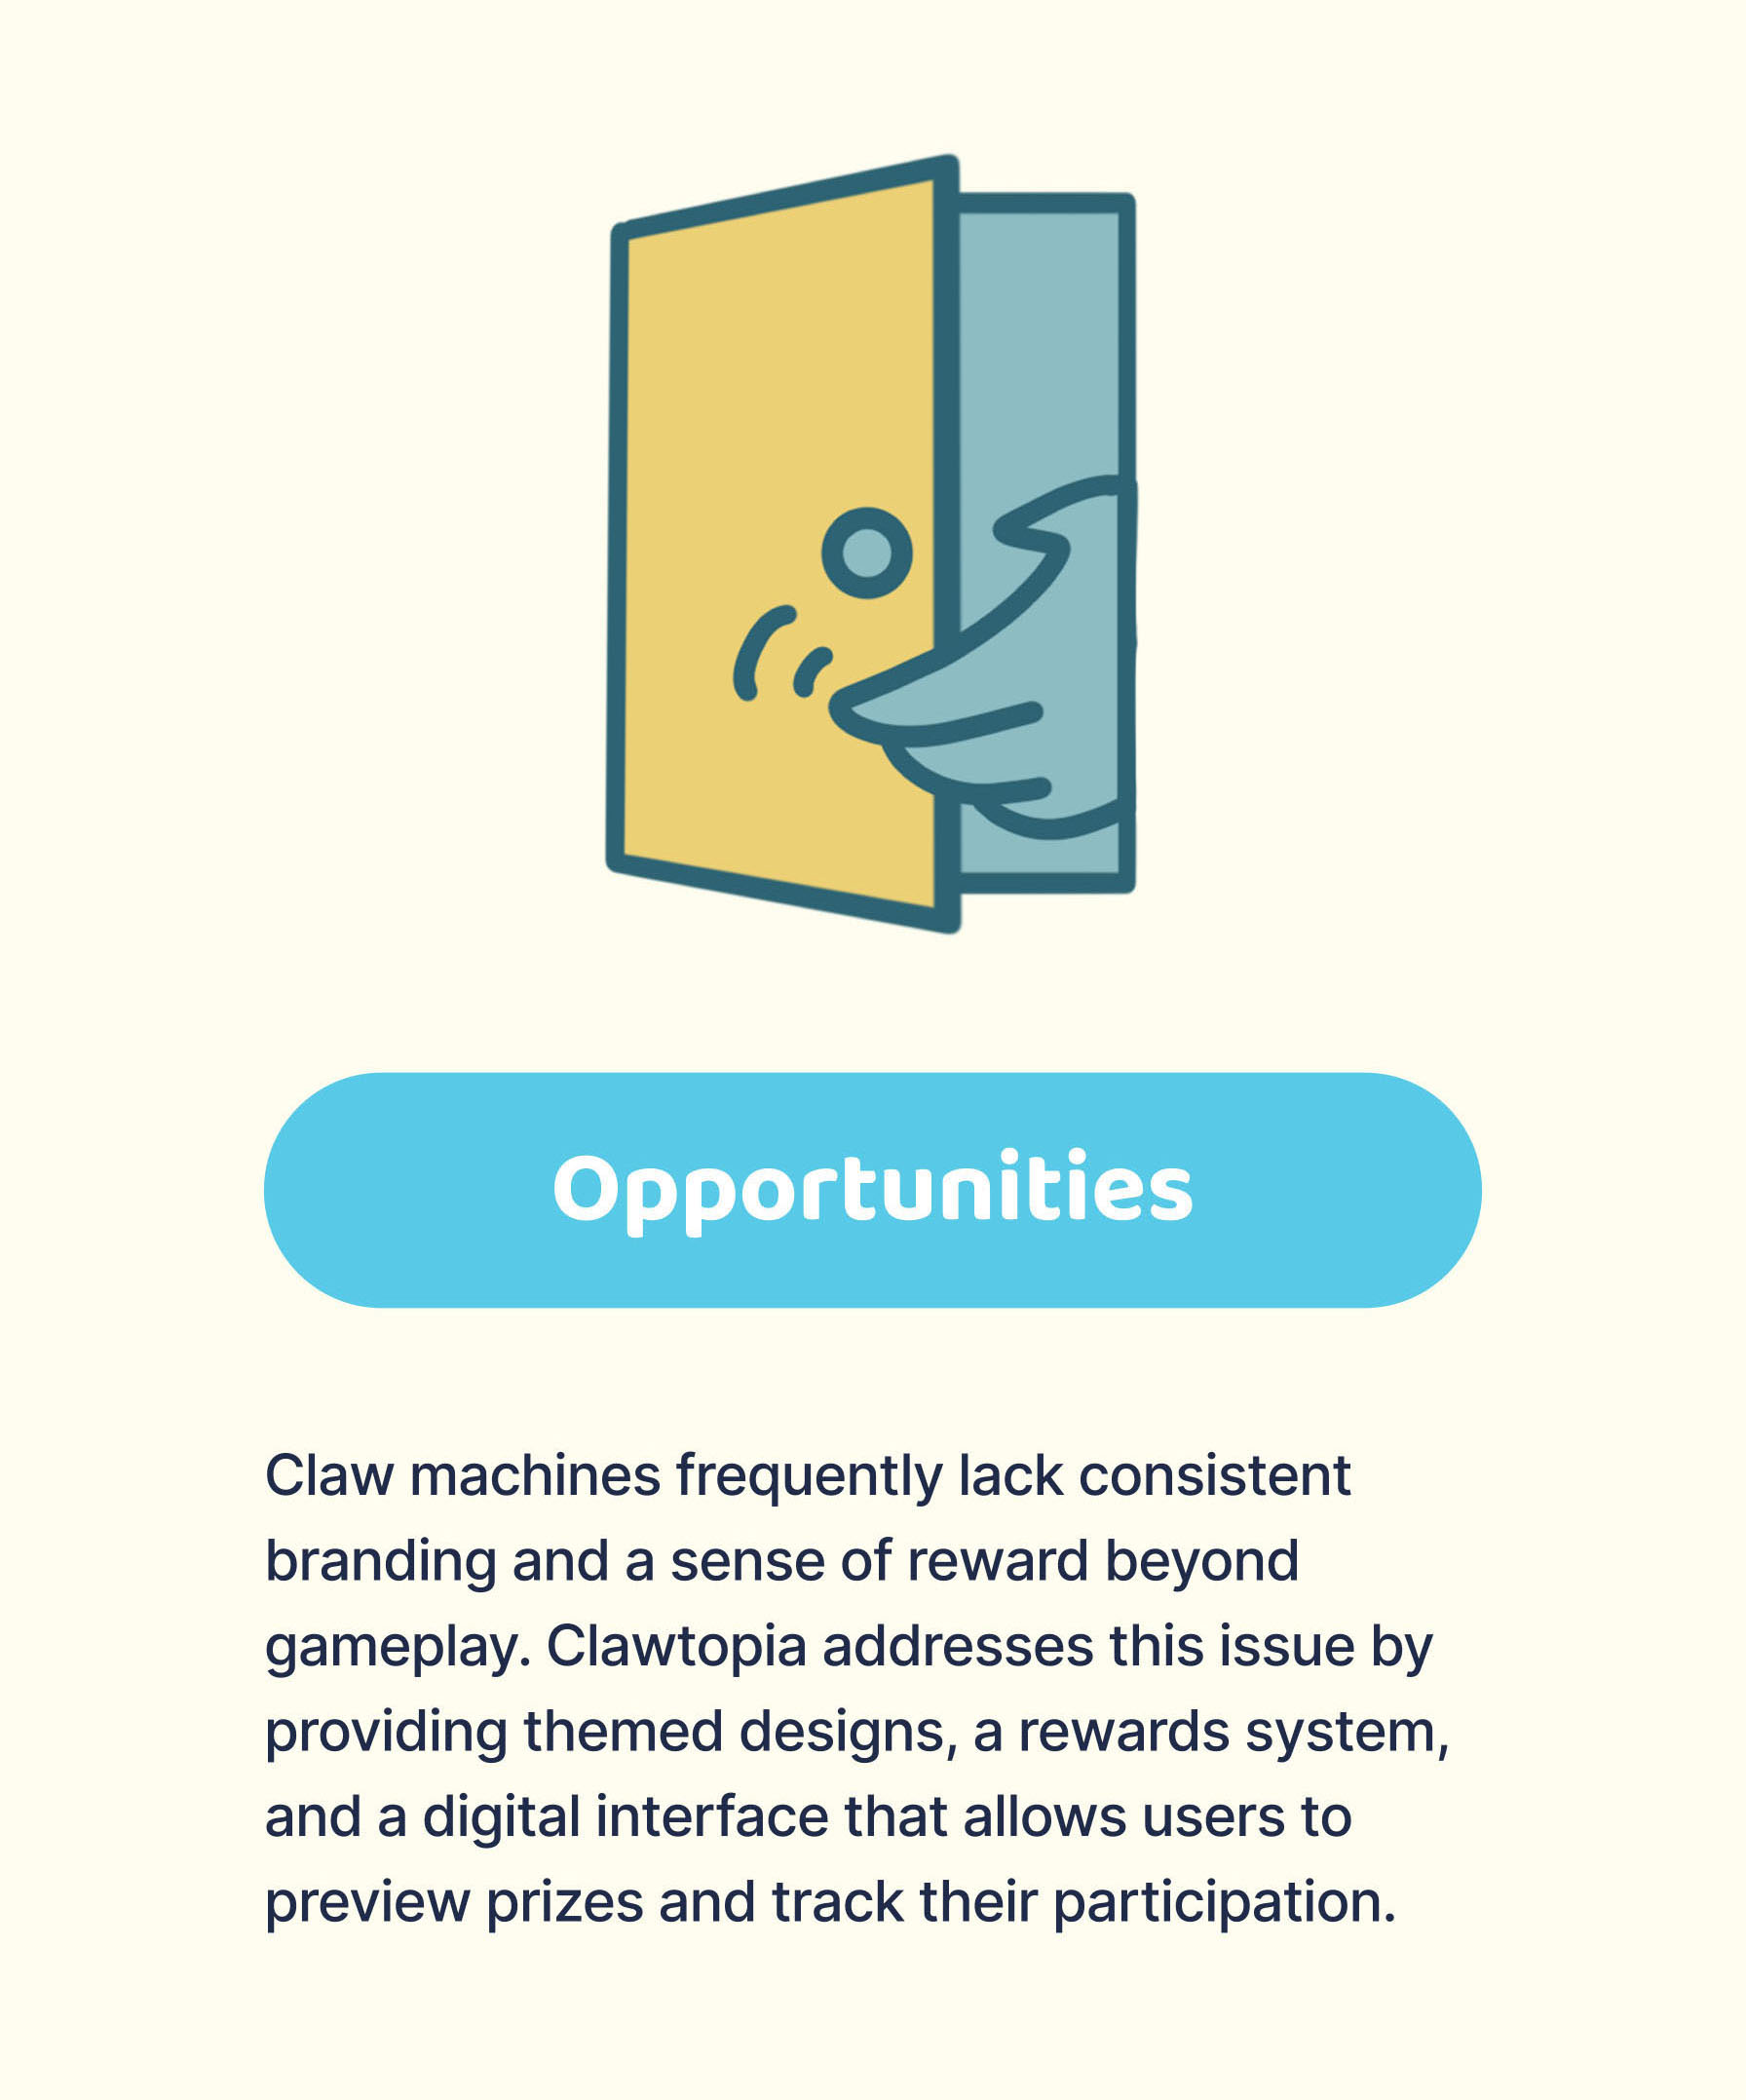 Opportunities
Claw machines frequently lack consistent
branding and a sense of reward beyond
gameplay. Clawtopia addresses this issue by
providing themed designs, a rewards system,
and a digital interface that allows users to
preview prizes and track their participation.